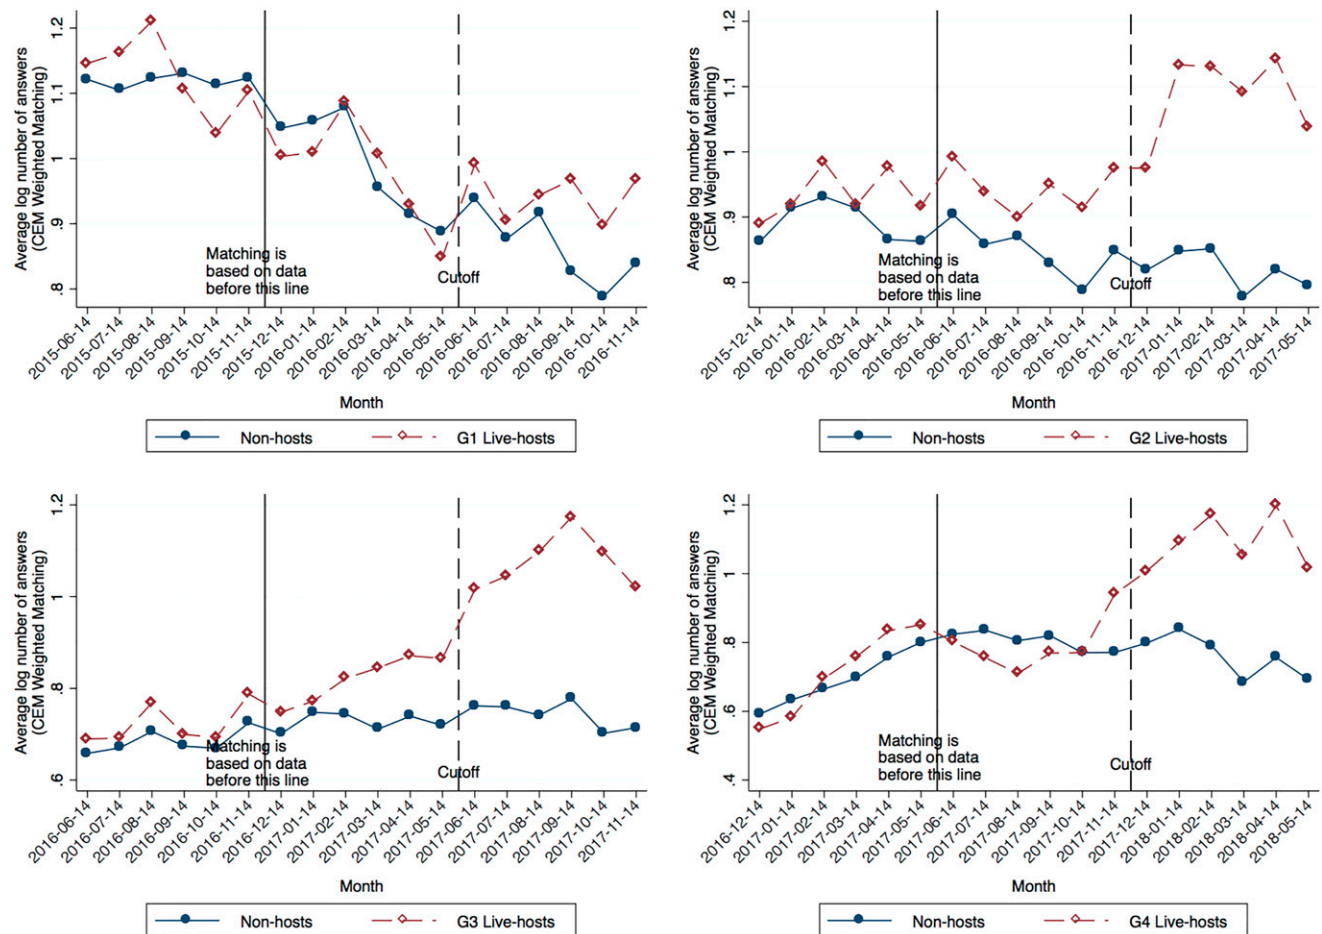 Average log number of answers
(CEM Weighted Matching)
1.2
1.1
1
.9
.8
Matching is
based on data
before this line
Cutoff
2015-06-14
2015-07-14
2015-08-14
2015-09-14
2015-10-14
2015-11-14
2015-12-14
2016-01-14
2016-02-14
2016-03-14
2016-04-14
2016-05-14
2016-06-14
2016-07-14
2016-08-14
2016-09-14
2016-10-14
2016-11-14
Month
Non-hosts
G1 Live-hosts
Average log number of answers
(CEM Weighted Matching)
1.2
1.1
1
.9
.8
Matching is
based on data
before this line
Cutoff
2015-12-14
2016-01-14
2016-02-14
2016-03-14
2016-04-14
2016-05-14
2016-06-14
2016-07-14
2016-08-14
2016-09-14
2016-10-14
2016-11-14
2016-12-14
2017-01-14
2017-02-14
2017-03-14
2017-04-14
2017-05-14
Month
Non-hosts
G2 Live-hosts
Average log number of answers
(CEM Weighted Matching)
1.2
1
.8
.6
Matching is
based on data
before this line
Cutoff
2016-06-14
2016-07-14
2016-08-14
2016-09-14
2016-10-14
2016-11-14
2016-12-14
2017-01-14
2017-02-14
2017-03-14
2017-04-14
2017-05-14
2017-06-14
2017-07-14
2017-08-14
2017-09-14
2017-10-14
2017-11-14
Month
Non-hosts
G3 Live-hosts
Average log number of answers
(CEM Weighted Matching)
1.2
1
.8
.6
.4
Matching is
based on data
before this line
Cutoff
2016-12-14
2017-01-14
2017-02-14
2017-03-14
2017-04-14
2017-05-14
2017-06-14
2017-07-14
2017-08-14
2017-09-14
2017-10-14
2017-11-14
2017-12-14
2018-01-14
2018-02-14
2018-03-14
2018-04-14
2018-05-14
Month
Non-hosts
G4 Live-hosts